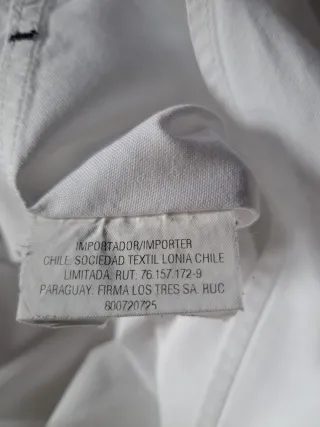 IMPORTADOR/IMPORTER
CHILE: SOCIEDAD TEXTIL LONIA CHILE
LIMITADA. RUT: 76.157.172-9
PARAGUAY: FIRMA LOS TRES SA. RUC
800720725